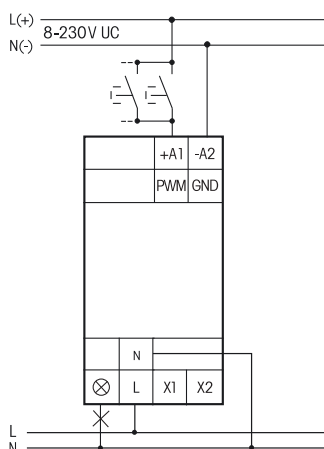 L(+)
8-230V UC
N(-)
+A1 -A2
PWM GND
N
L X1 X2
L
N